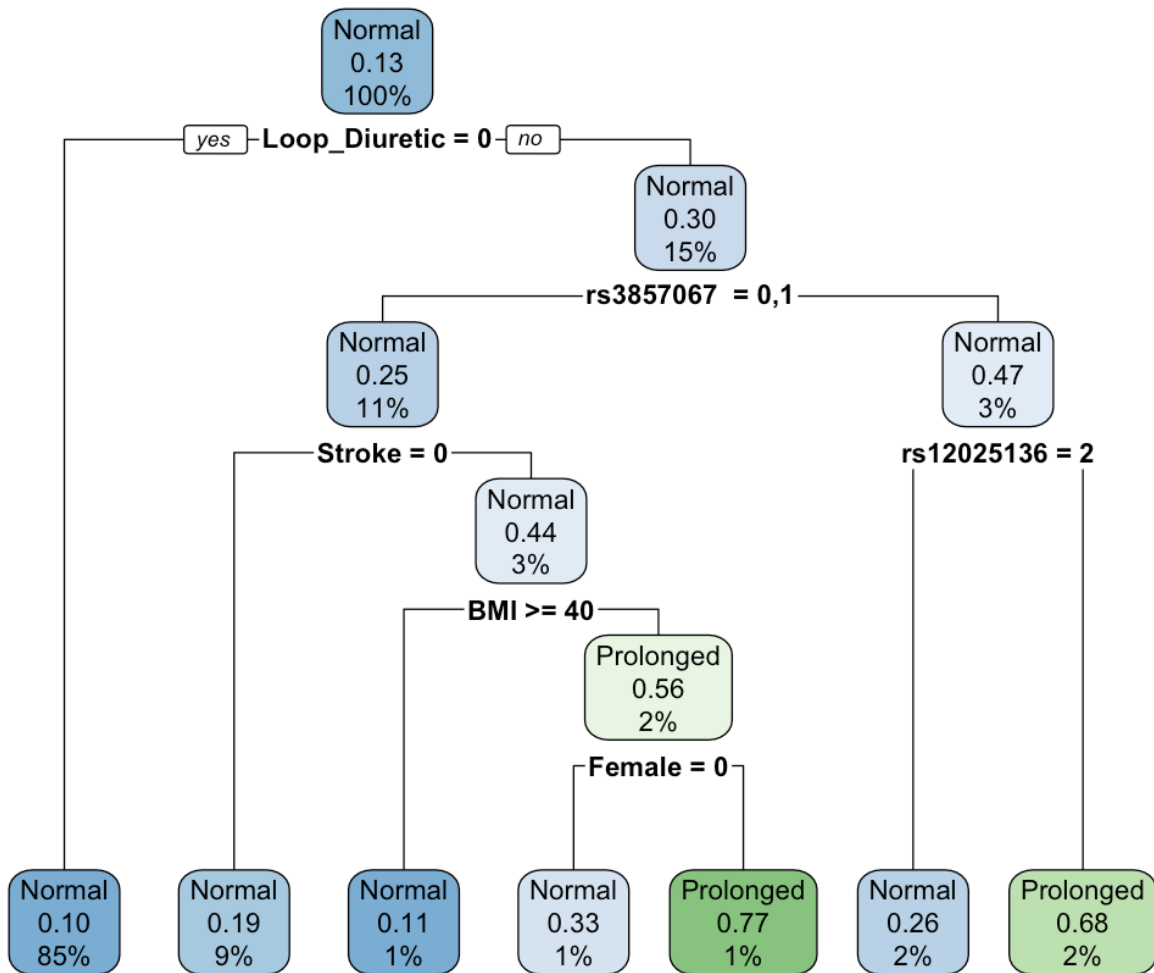 Normal
0.13
100%
yes Loop_Diuretic = 0 no
Normal
0.30
15%
rs3857067 = 0,1
Normal
0.25
11%
Normal
0.47
3%
Stroke = 0
rs12025136 = 2
Normal
0.44
3%
BMI >= 40
Prolonged
0.56
2%
Female = 0
Normal
0.10
85%
Normal
0.19
9%
Normal
0.11
1%
Normal
0.33
1%
Prolonged
0.77
1%
Normal
0.26
2%
Prolonged
0.68
2%